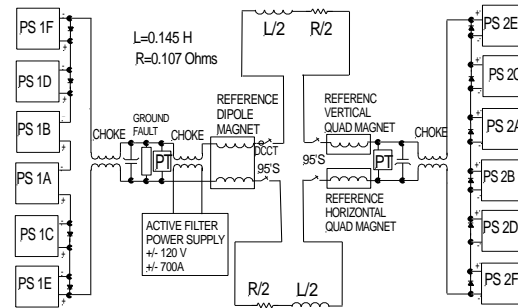 PS 1F
PS 1D
PS 1B
PS 1A
PS 1C
PS 1E
L=0.145 H
R=0.107 Ohms
L/2
R/2
GROUND
FAULT
CHOKE
CHOKE
PT
REFERENCE
DIPOLE
MAGNET
DCCT
95'S
ACTIVE FILTER
POWER SUPPLY
+/- 120 V
+/- 700A
R/2
L/2
REFERENC
VERTICAL
QUAD MAGNET
95'S
REFERENCE
HORIZONTAL
QUAD MAGNET
PT
CHOKE
PS 2E
PS 2C
PS 2A
PS 2B
PS 2D
PS 2F